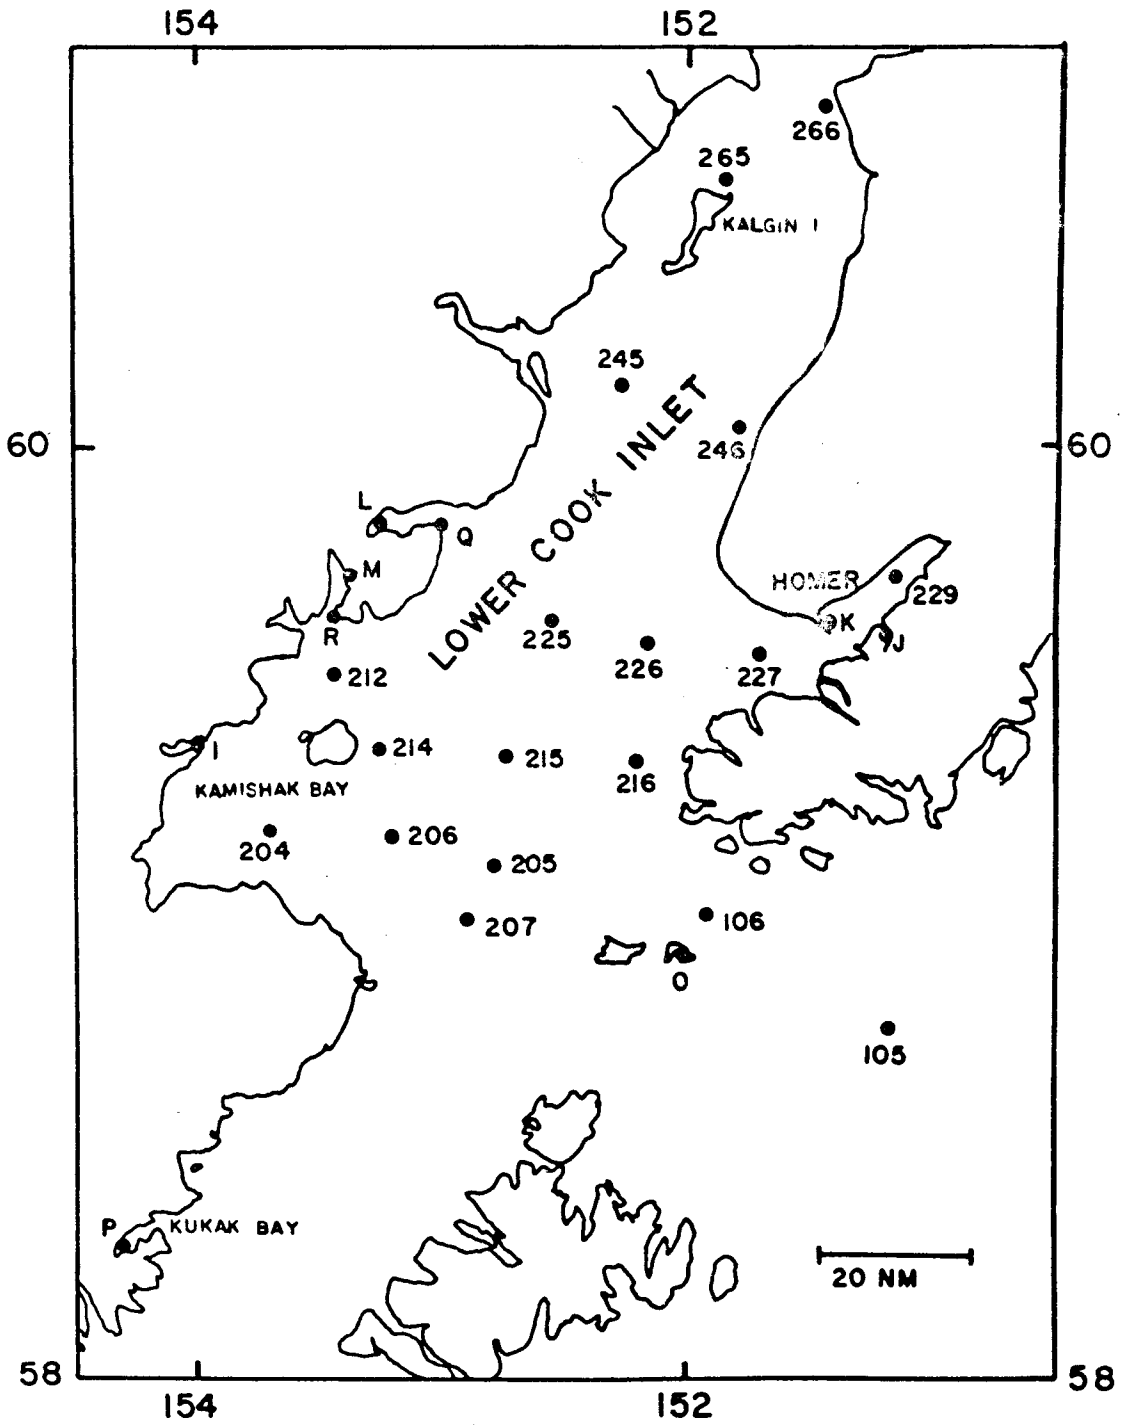 154 152
266
265
KALGIN I
245
LOWER COOK INLET
246
60 60
L
Q
M
HOMER
229
R
K
J
225
226
227
212
I
214
215
216
KAMISHAK BAY
204
206
205
207
106
O
105
P
KUKAK BAY
20 NM
58 58
154 152